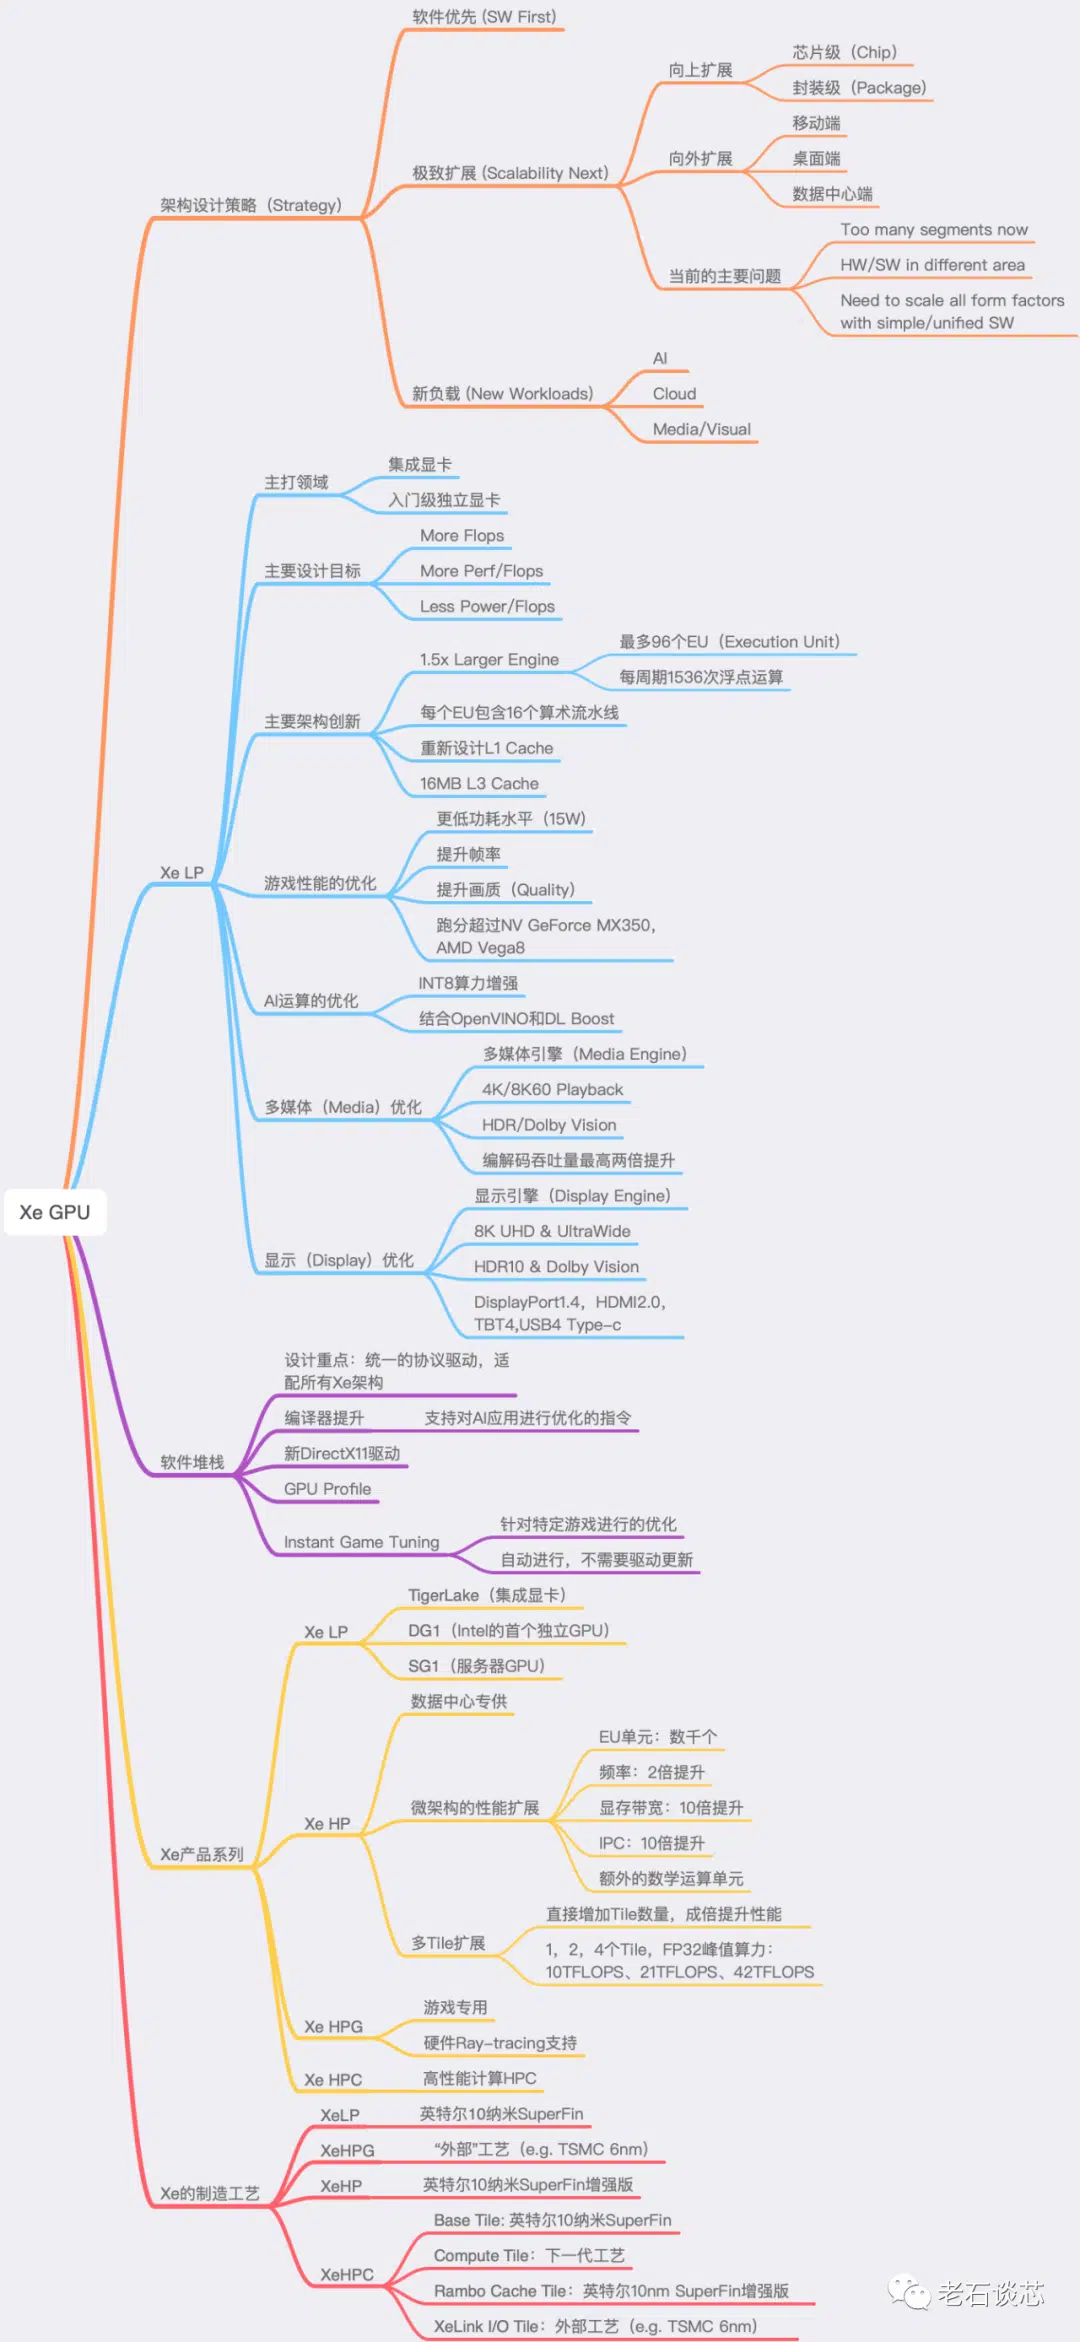 软件优先 (SW First)
芯片级（Chip）
向上扩展
封装级（Package）
移动端
向外扩展
桌面端
极致扩展 (Scalability Next)
数据中心端
架构设计策略（Strategy）
Too many segments now
HW/SW in different area
当前的主要问题
Need to scale all form factors
with simple/unified SW
AI
新负载 (New Workloads)
Cloud
Media/Visual
集成显卡
主打领域
入门级独立显卡
More Flops
主要设计目标
More Perf/Flops
Less Power/Flops
最多96个EU（Execution Unit）
1.5x Larger Engine
每周期1536次浮点运算
主要架构创新
每个EU包含16个算术流水线
重新设计L1 Cache
16MB L3 Cache
更低功耗水平（15W）
提升帧率
Xe LP
游戏性能的优化
提升画质（Quality）
跑分超过NV GeForce MX350，
AMD Vega8
INT8算力增强
AI运算的优化
结合OpenVINO和DL Boost
多媒体引擎（Media Engine）
4K/8K60 Playback
多媒体（Media）优化
HDR/Dolby Vision
编解码吞吐量最高两倍提升
显示引擎（Display Engine）
Xe GPU
8K UHD & UltraWide
显示（Display）优化
HDR10 & Dolby Vision
DisplayPort1.4，HDMI2.0，
TBT4,USB4 Type-c
设计重点：统一的协议驱动，适
配所有Xe架构
编译器提升
支持对AI应用进行优化的指令
软件堆栈
新DirectX11驱动
GPU Profile
Instant Game Tuning
针对特定游戏进行的优化
自动进行，不需要驱动更新
TigerLake（集成显卡）
Xe LP
DG1（Intel的首个独立GPU）
SG1（服务器GPU）
数据中心专供
EU单元：数千个
频率：2倍提升
Xe HP
微架构的性能扩展
显存带宽：10倍提升
IPC：10倍提升
Xe产品系列
额外的数学运算单元
直接增加Tile数量，成倍提升性能
多Tile扩展
1，2，4个Tile，FP32峰值算力：
10TFLOPS、21TFLOPS、42TFLOPS
游戏专用
Xe HPG
硬件Ray-tracing支持
Xe HPC
高性能计算HPC
XeLP
英特尔10纳米SuperFin
XeHPG
“外部”工艺（e.g. TSMC 6nm）
Xe的制造工艺
XeHP
英特尔10纳米SuperFin增强版
Base Tile: 英特尔10纳米SuperFin
Compute Tile：下一代工艺
XeHPC
Rambo Cache Tile：英特尔10nm SuperFin增强版
XeLink I/O Tile：外部工艺（e.g. TSMC 6nm）
老石谈芯